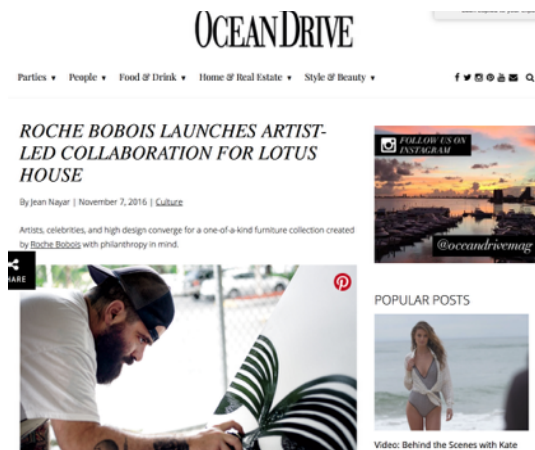 OCEAN DRIVE
Parties ▾ People ▾ Food & Drink ▾ Home & Real Estate ▾ Style & Beauty ▾
ROCHE BOBOIS LAUNCHES ARTIST-
LED COLLABORATION FOR LOTUS
HOUSE
By Jean Nayar | November 7, 2016 | Culture
Artists, celebrities, and high design converge for a one-of-a-kind furniture collection created
by Roche Bobois with philanthropy in mind.
HARE
FOLLOW US ON
INSTAGRAM
@oceandrivemag
POPULAR POSTS
Video: Behind the Scenes with Kate